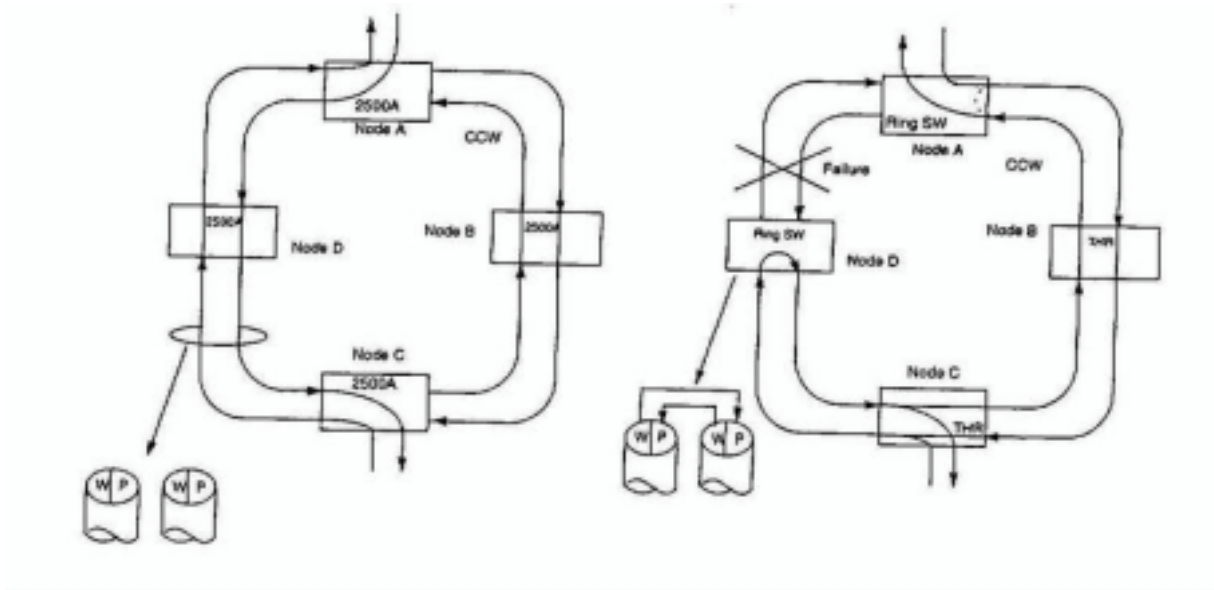 2500A
Node A
CCW
2500A
Node D
Node B
2500A
Node C
2500A
W P
W P
Ring SW
Node A
CCW
Failure
Ring SW
Node D
Node B
THR
Node C
THR
W P
W P